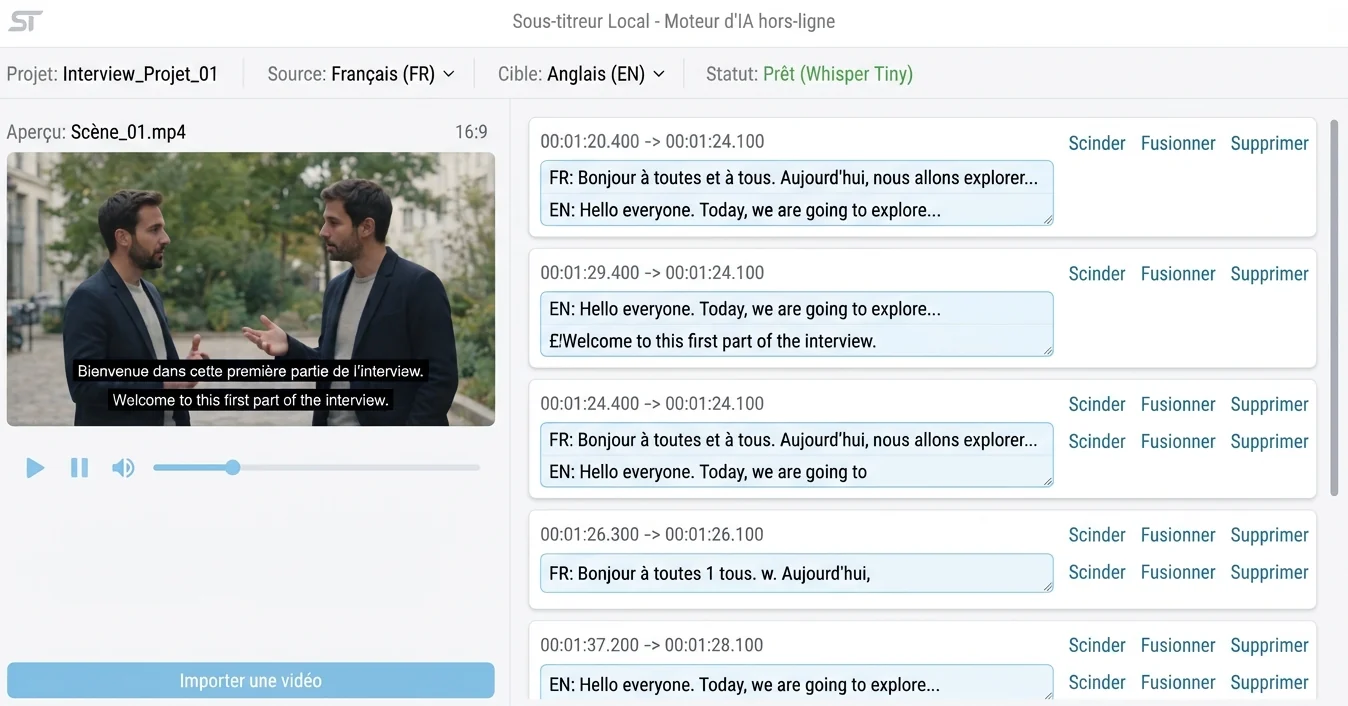 ST
Sous-titreur Local - Moteur d'IA hors-ligne
Projet: Interview_Projet_01 Source: Français (FR) Cible: Anglais (EN) Statut: Prêt (Whisper Tiny)
Aperçu: Scène_01.mp4 16:9
Bienvenue dans cette première partie de l'interview.
Welcome to this first part of the interview.
Importer une vidéo
00:01:20.400 -> 00:01:24.100 Scinder Fusionner Supprimer
FR: Bonjour à toutes et à tous. Aujourd'hui, nous allons explorer...
EN: Hello everyone. Today, we are going to explore...
00:01:29.400 -> 00:01:24.100 Scinder Fusionner Supprimer
EN: Hello everyone. Today, we are going to explore...
£!Welcome to this first part of the interview.
00:01:24.400 -> 00:01:24.100 Scinder Fusionner Supprimer
FR: Bonjour à toutes et à tous. Aujourd'hui, nous allons explorer... Scinder Fusionner Supprimer
EN: Hello everyone. Today, we are going to
00:01:26.300 -> 00:01:26.100 Scinder Fusionner Supprimer
FR: Bonjour à toutes 1 tous. w. Aujourd'hui, Scinder Fusionner Supprimer
00:01:37.200 -> 00:01:28.100 Scinder Fusionner Supprimer
EN: Hello everyone. Today, we are going to explore... Scinder Fusionner Supprimer